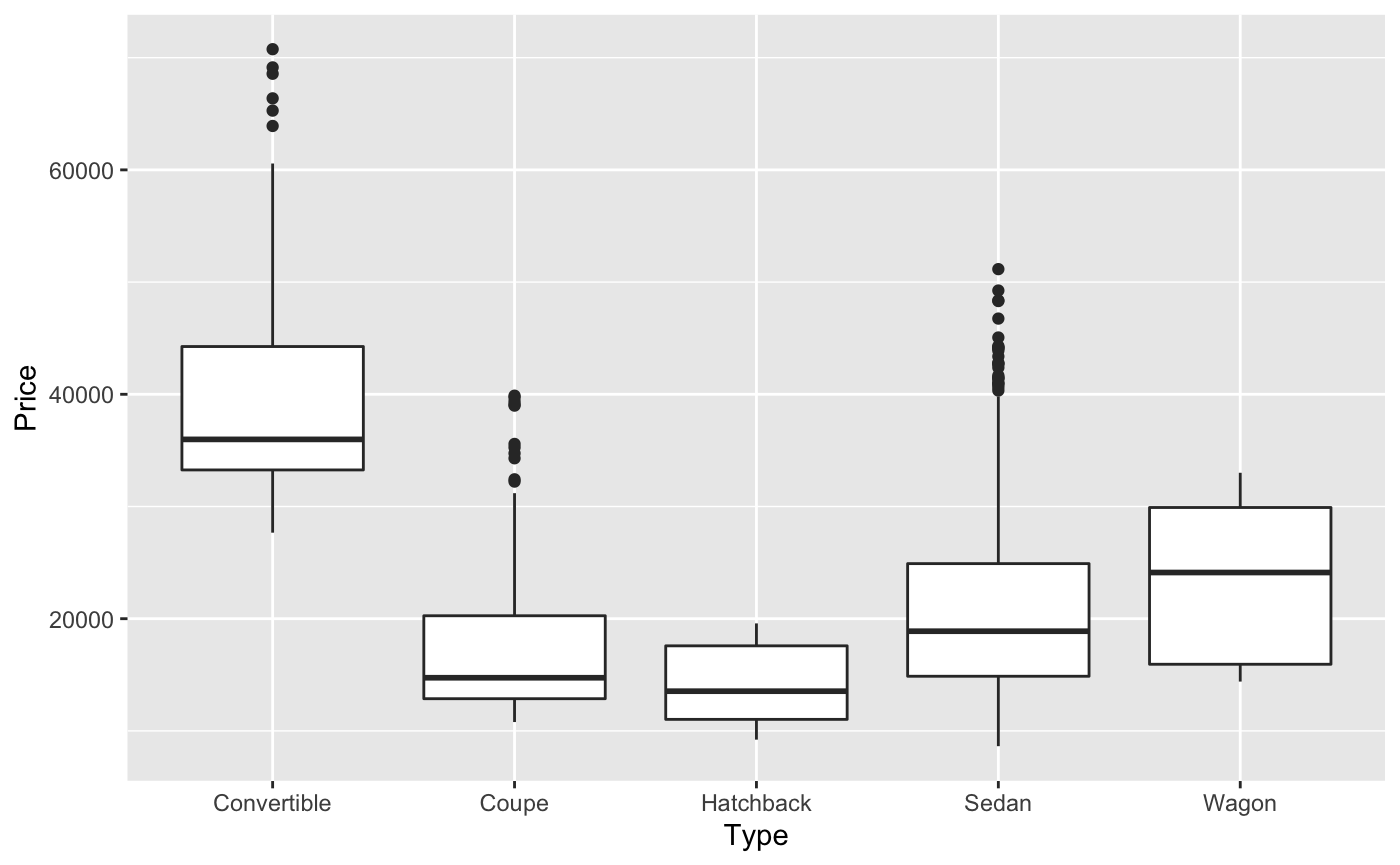 60000
40000
20000
Price
Convertible
Coupe
Hatchback
Sedan
Wagon
Type